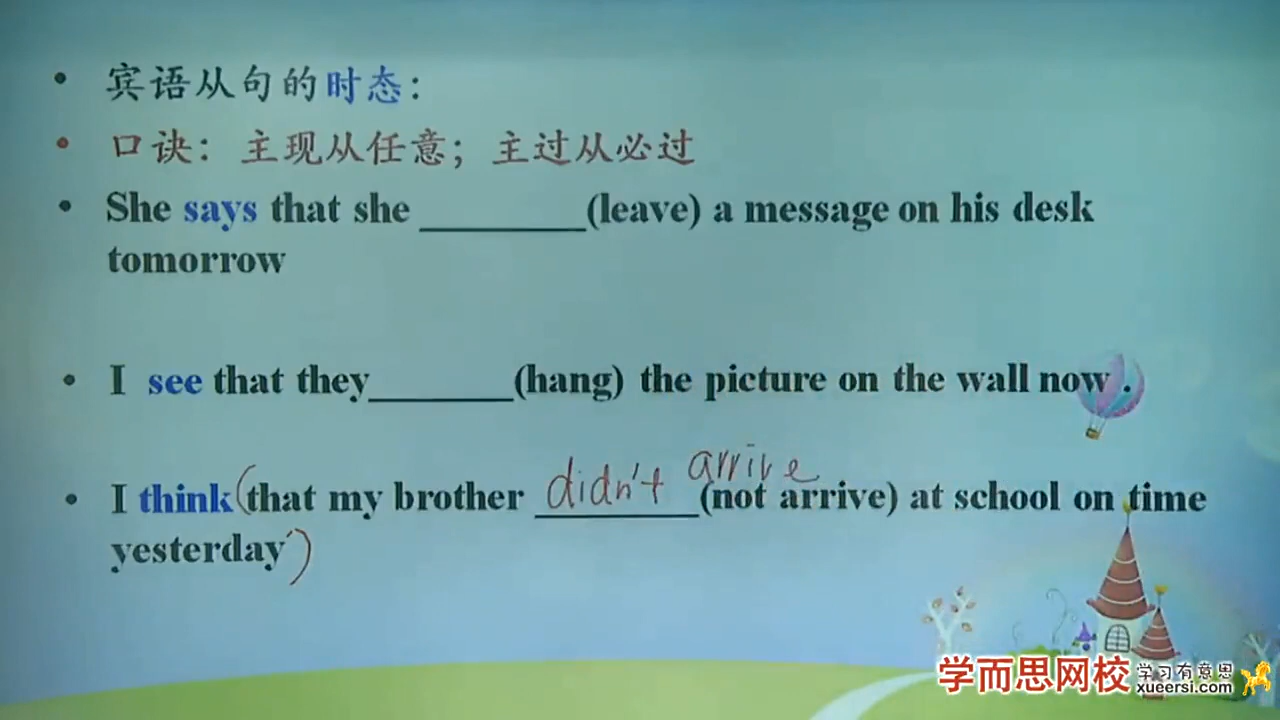 • 宾语从句的时态：
• 口诀：主现从任意；主过从必过
• She says that she ________(leave) a message on his desk
tomorrow
• I see that they_______(hang) the picture on the wall now .
• I think(that my brother didn't arrive (not arrive) at school on time
yesterday)
学而思网校 学习有意思
xueersi.com